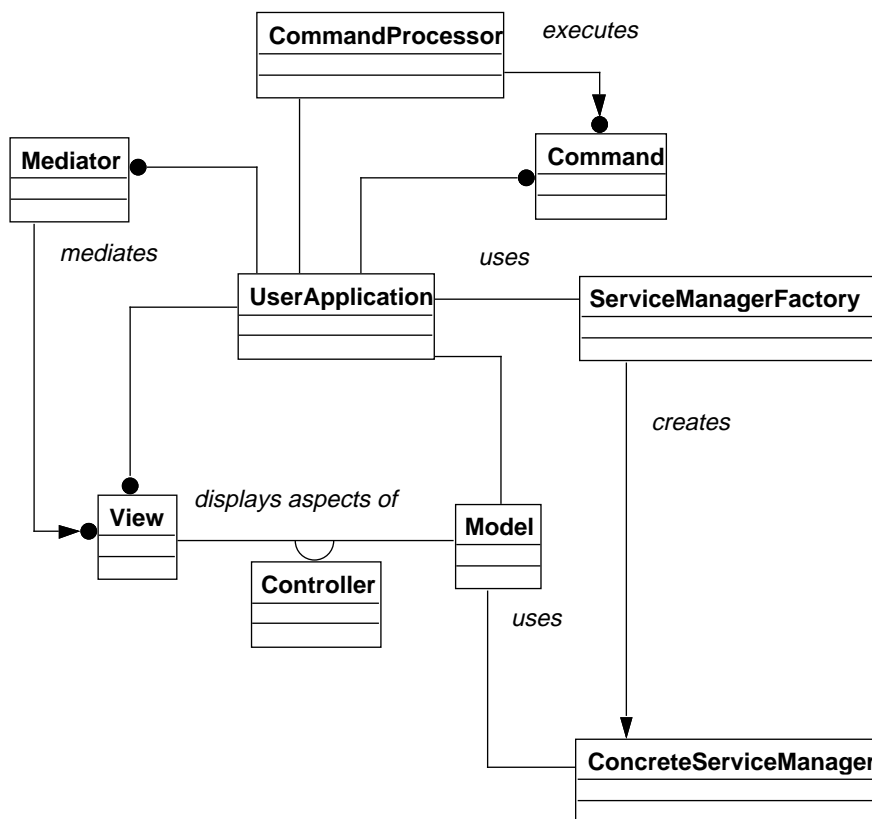 CommandProcessor
executes
Mediator
Command
mediates
uses
UserApplication
ServiceManagerFactory
creates
displays aspects of
View
Model
Controller
uses
ConcreteServiceManager